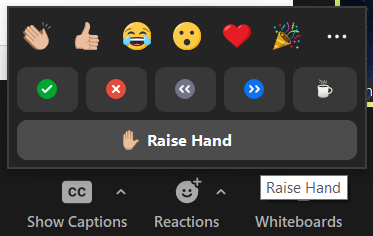 Raise Hand
Raise Hand
CC
Show Captions
Reactions
Whiteboards